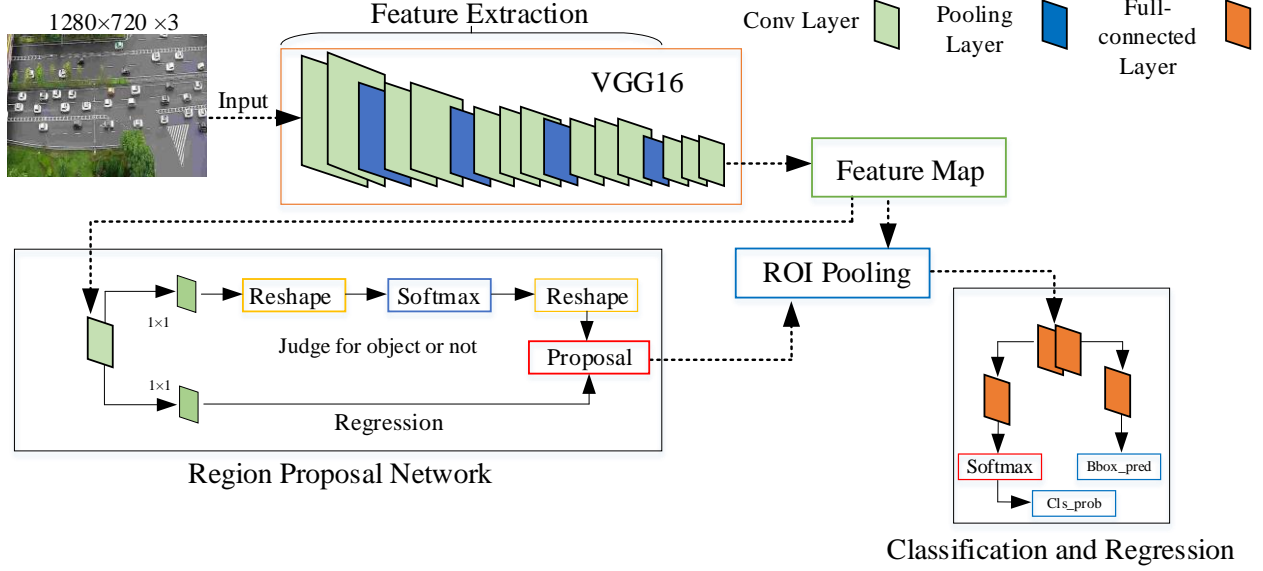 1280×720 ×3
Feature Extraction
Conv Layer
Pooling
Layer
Full-
connected
Layer
VGG16
Input
Feature Map
ROI Pooling
Reshape
Softmax
Reshape
1×1
Judge for object or not
Proposal
1×1
Regression
Region Proposal Network
Softmax
Bbox_pred
Cls_prob
Classification and Regression